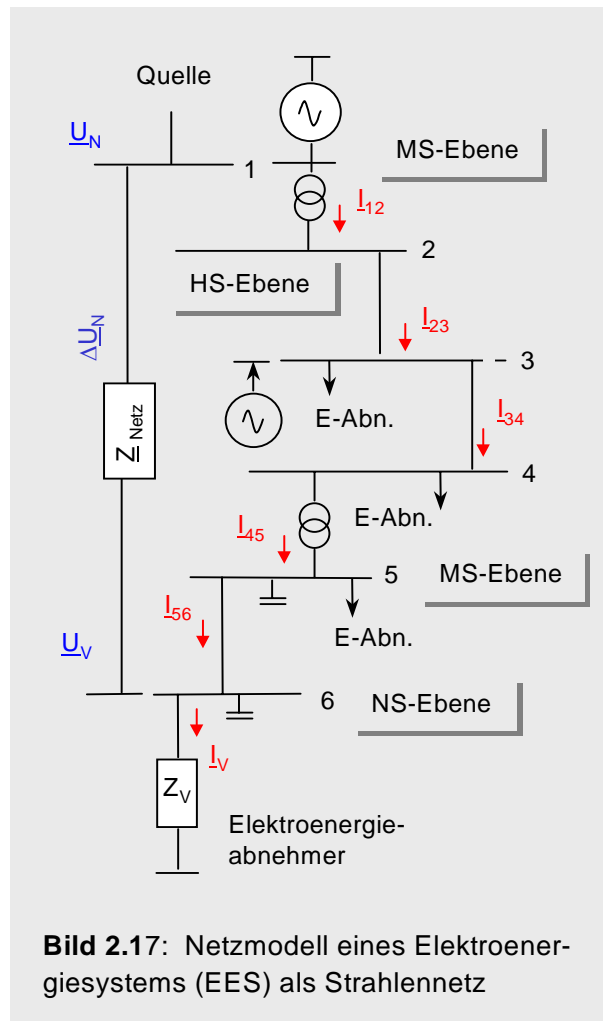 Quelle
U_N
1
MS-Ebene
I_12
2
HS-Ebene
ΔU_N
I_23
3
E-Abn.
I_34
Z_Netz
4
E-Abn.
I_45
5
MS-Ebene
I_56
E-Abn.
U_V
6
NS-Ebene
I_V
Z_V
Elektroenergie-
abnehmer
Bild 2.17: Netzmodell eines Elektroener-
giesystems (EES) als Strahlennetz